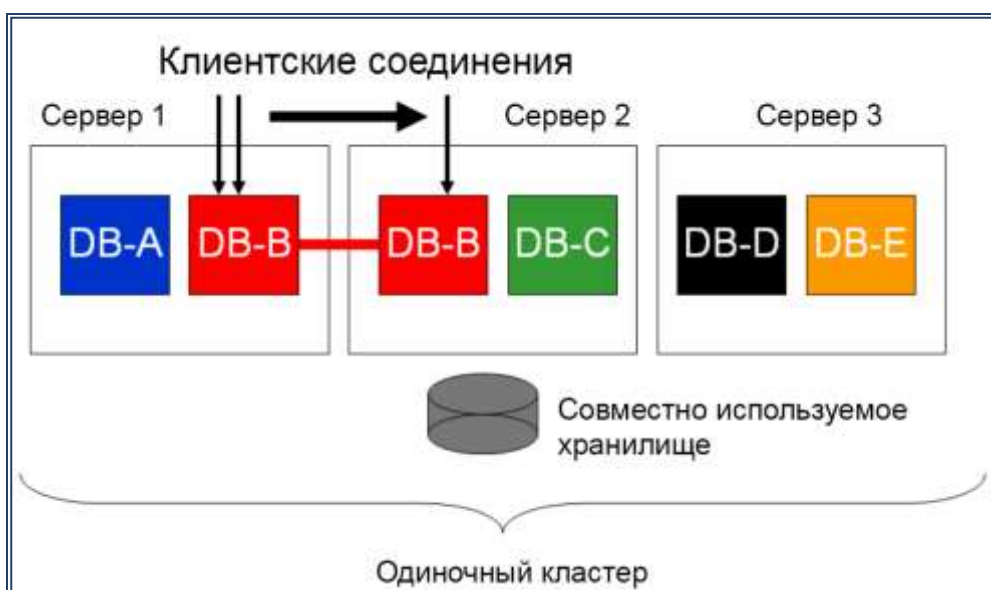 Клиентские соединения
Сервер 1
Сервер 2
Сервер 3
DB-A
DB-B
DB-B
DB-C
DB-D
DB-E
Совместно используемое
хранилище
Одиночный кластер